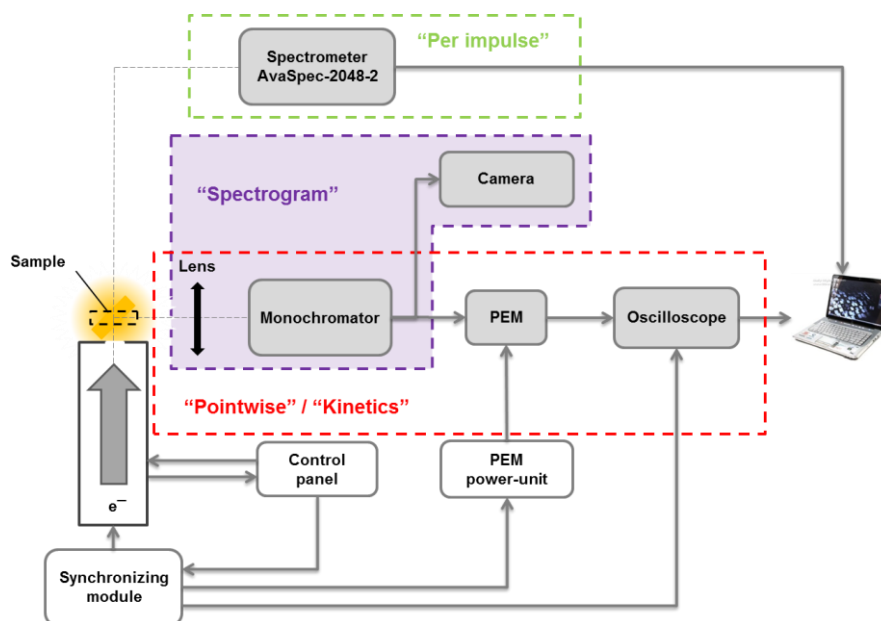 “Per impulse”
Spectrometer
AvaSpec-2048-2
Camera
“Spectrogram”
Sample
Lens
Monochromator
PEM
Oscilloscope
“Pointwise” / “Kinetics”
Control
panel
PEM
power-unit
e–
Synchronizing
module